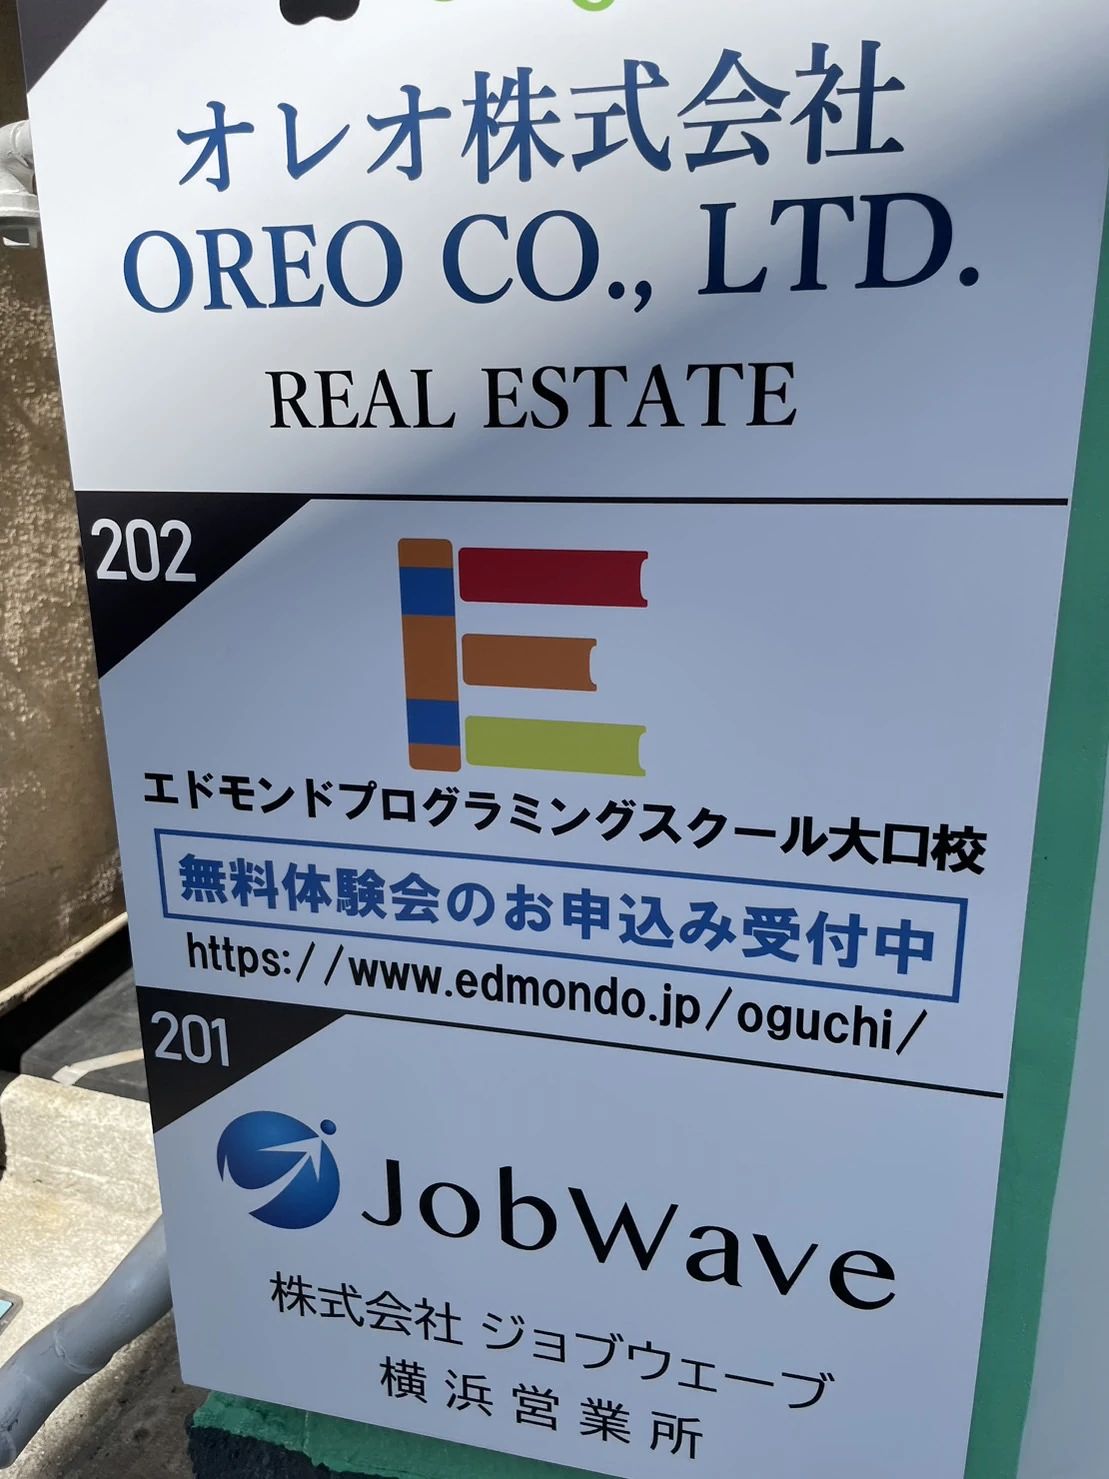 オレオ株式会社
OREO CO., LTD.
REAL ESTATE
202
エドモンドプログラミングスクール大口校
無料体験会のお申込み受付中
https://www.edmondo.jp/oguchi/
201
JobWave
株式会社 ジョブウェーブ
横浜営業所